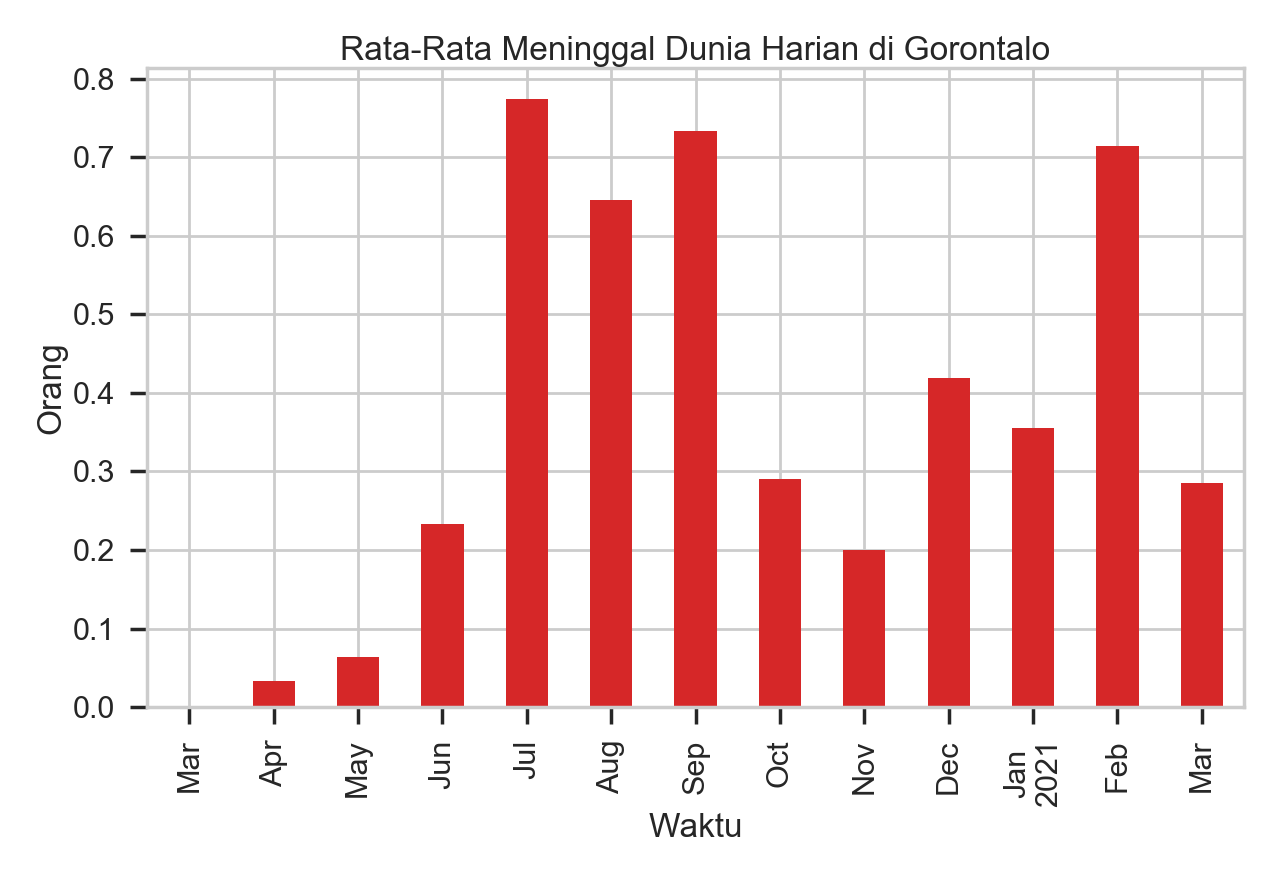 Rata-Rata Meninggal Dunia Harian di Gorontalo
0.8
0.7
0.6
0.5
0.4
0.3
0.2
0.1
0.0
Orang
Mar
Apr
May
Jun
Jul
Aug
Sep
Oct
Nov
Dec
Jan
2021
Feb
Mar
Waktu